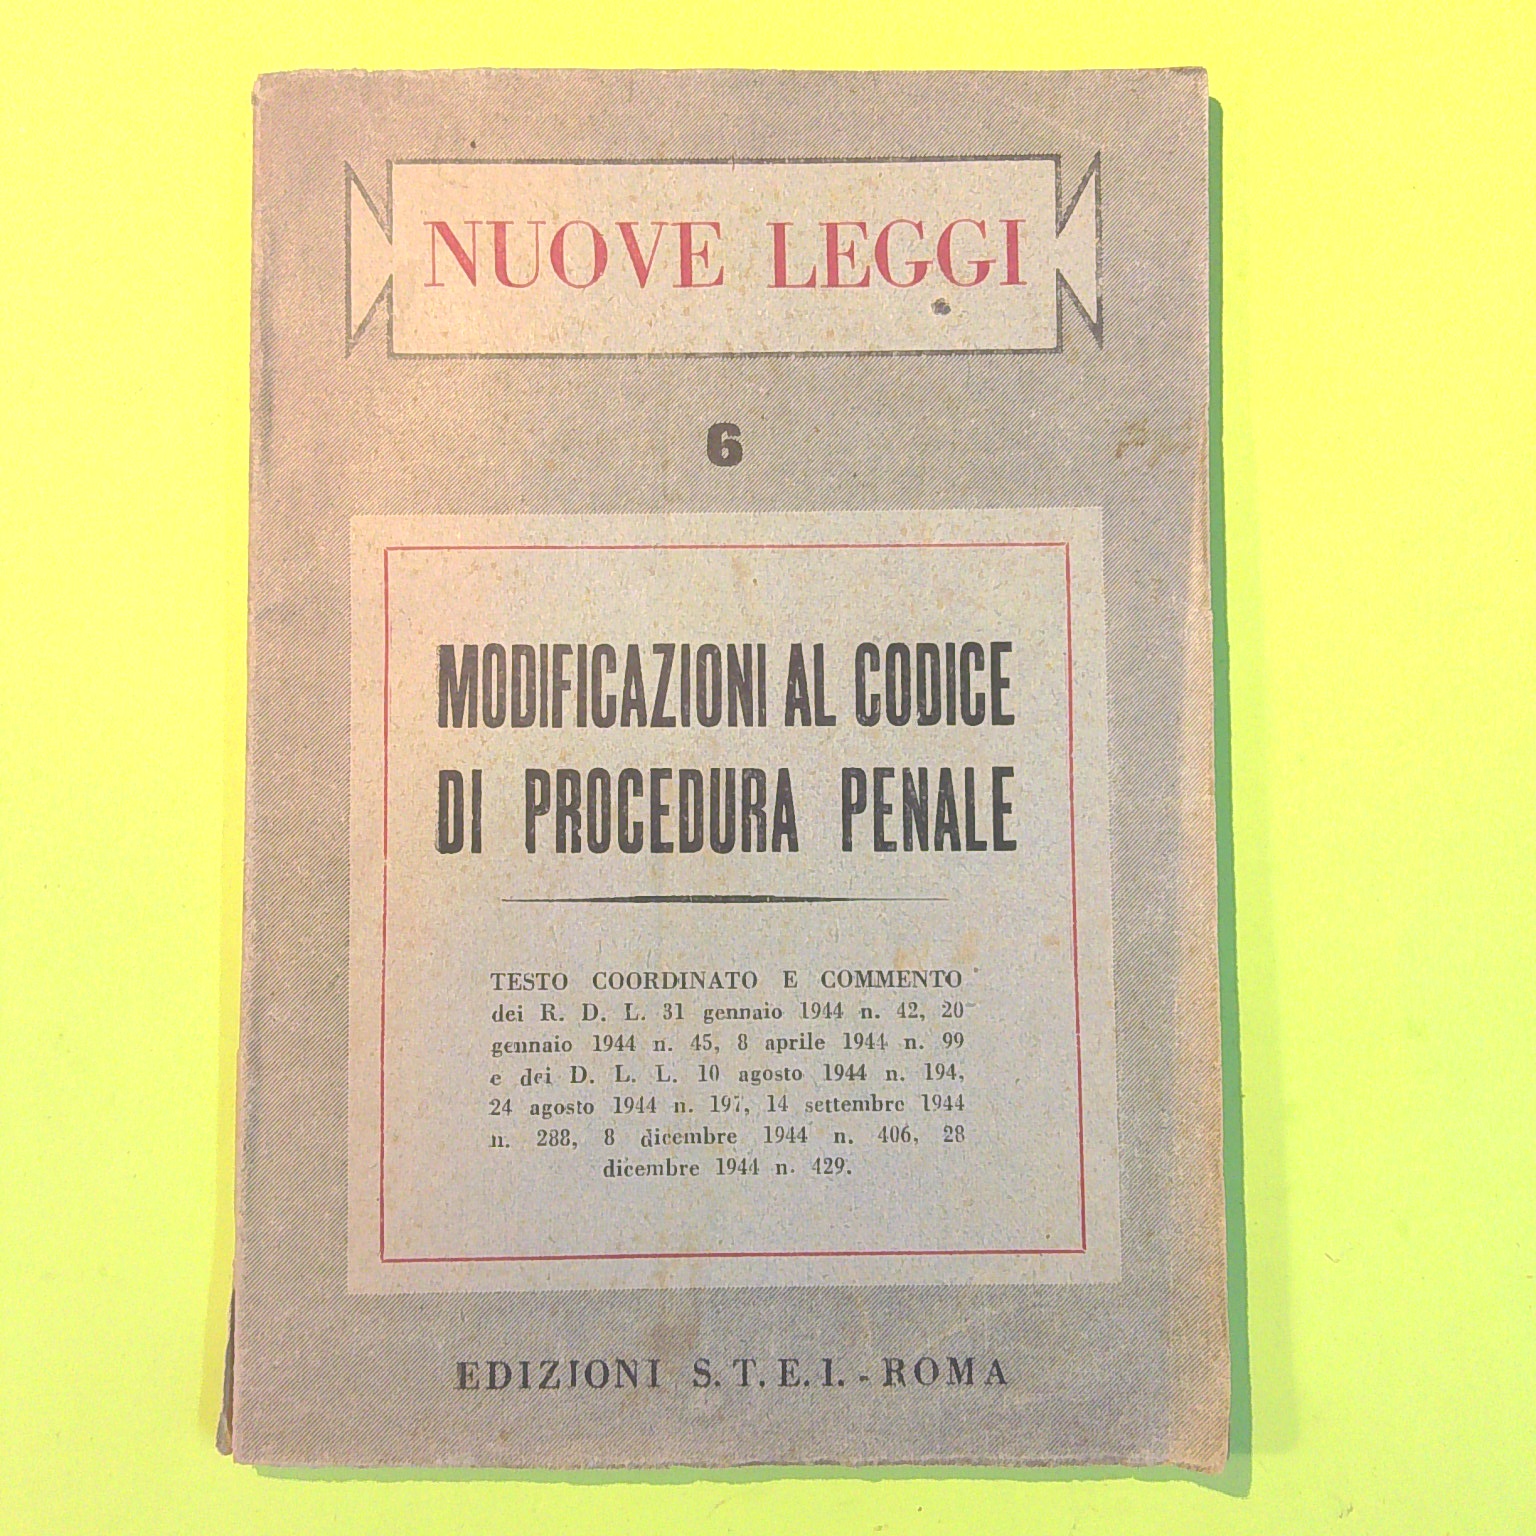 NUOVE LEGGI
6
MODIFICAZIONI AL CODICE
DI PROCEDURA PENALE
TESTO COORDINATO E COMMENTO
dei R. D. L. 31 gennaio 1944 n. 42, 20
gennaio 1944 n. 45, 8 aprile 1944 n. 99
e dei D. L. L. 10 agosto 1944 n. 194,
24 agosto 1944 n. 197, 14 settembre 1944
n. 288, 8 dicembre 1944 n. 406, 28
dicembre 1944 n. 429.
EDIZIONI S.T.E.I. - ROMA